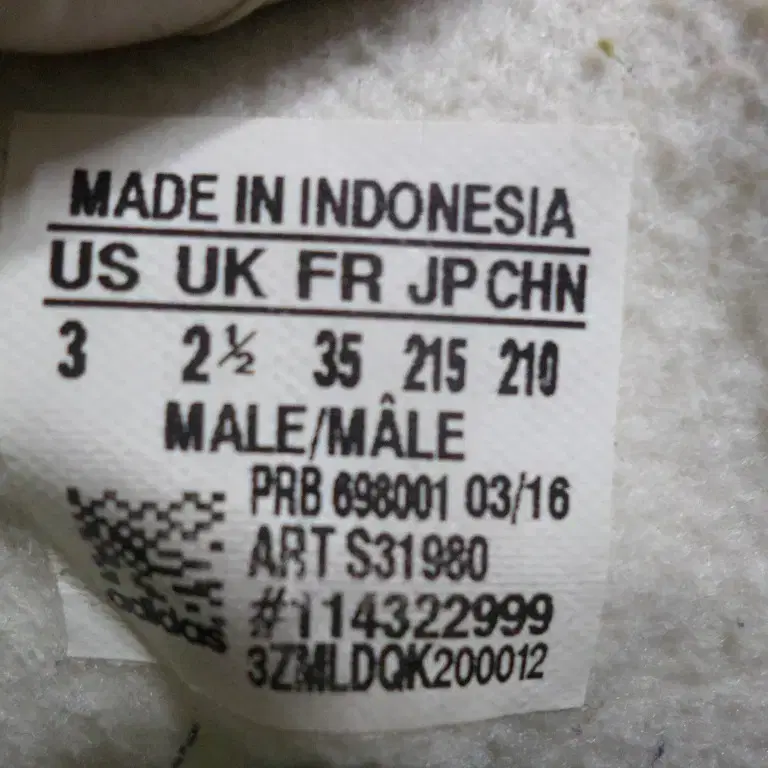 MADE IN INDONESIA
US UK FR JP CHN
3 2½ 35 215 210
MALE/MÂLE
PRB 698001 03/16
ART S31980
#114322999
3ZMLDQK200012